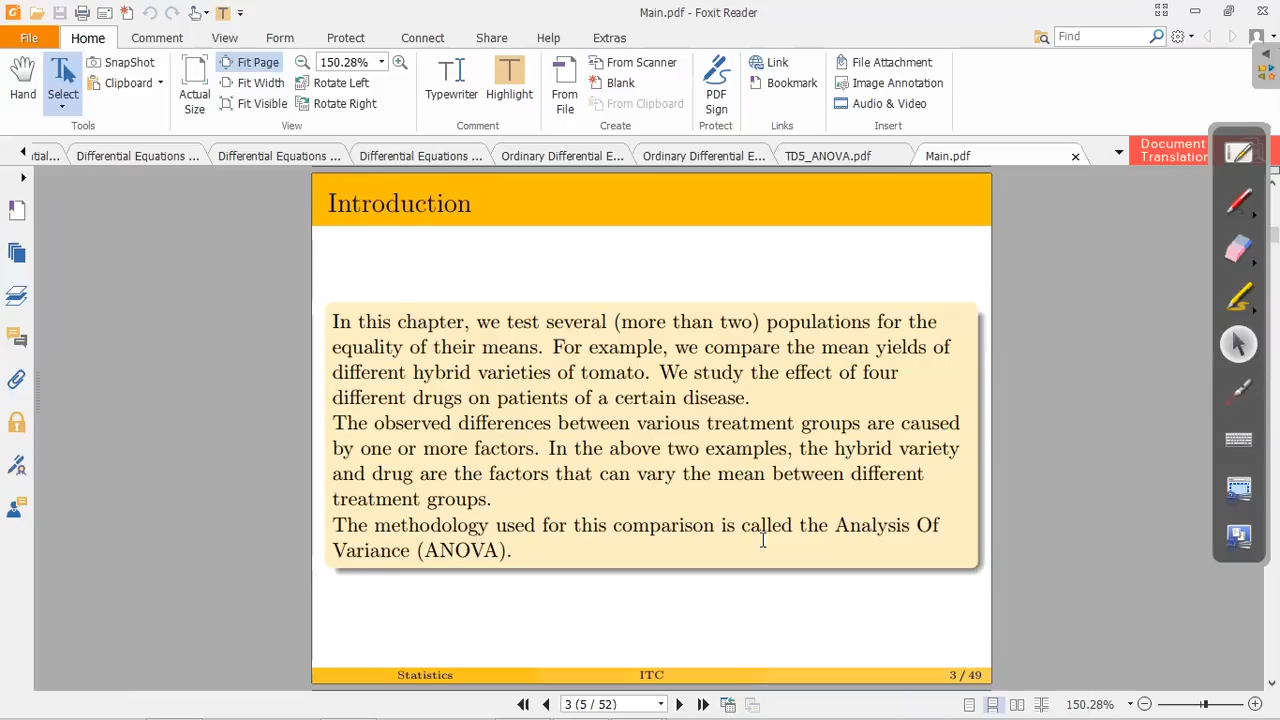 Main.pdf - Foxit Reader
File Home Comment View Form Protect Connect Share Help Extras Find
Hand
Select
SnapShot
Clipboard
Tools
Actual
Size
Fit Page
Fit Width
Fit Visible
150.28%
Rotate Left
Rotate Right
View
Typewriter
Highlight
Comment
From
File
From Scanner
Blank
From Clipboard
Create
PDF
Sign
Protect
Link
Bookmark
Links
File Attachment
Image Annotation
Audio & Video
Insert
ntial... Differential Equations ... Differential Equations ... Differential Equations ... Ordinary Differential E... Ordinary Differential E... TD5_ANOVA.pdf Main.pdf
Document
Translation
Introduction
In this chapter, we test several (more than two) populations for the
equality of their means. For example, we compare the mean yields of
different hybrid varieties of tomato. We study the effect of four
different drugs on patients of a certain disease.
The observed differences between various treatment groups are caused
by one or more factors. In the above two examples, the hybrid variety
and drug are the factors that can vary the mean between different
treatment groups.
The methodology used for this comparison is called the Analysis Of
Variance (ANOVA).
Statistics ITC 3 / 49
3 (5 / 52) 150.28%